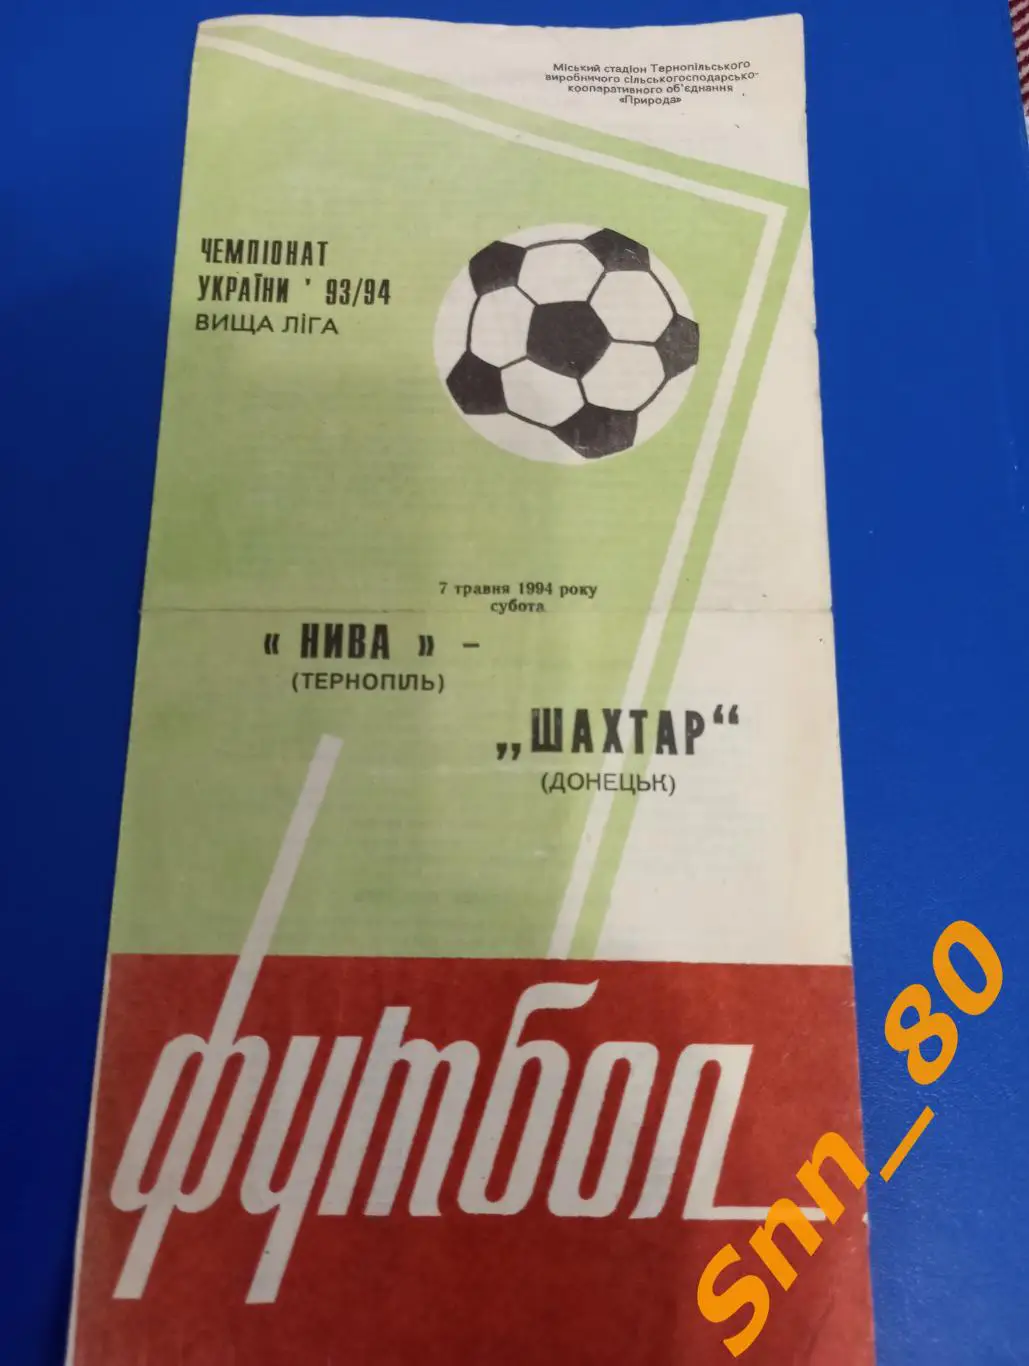 Міський стадіон Тернопільського
виробничого сільськогосподарсько-
кооперативного об'єднання
«Природа»
ЧЕМПІОНАТ
УКРАЇНИ ' 93/94
ВИЩА ЛІГА
7 травня 1994 року
субота
« НИВА » –
(ТЕРНОПІЛЬ)
„ШАХТАР“
(ДОНЕЦЬК)
футбол
Snn_80